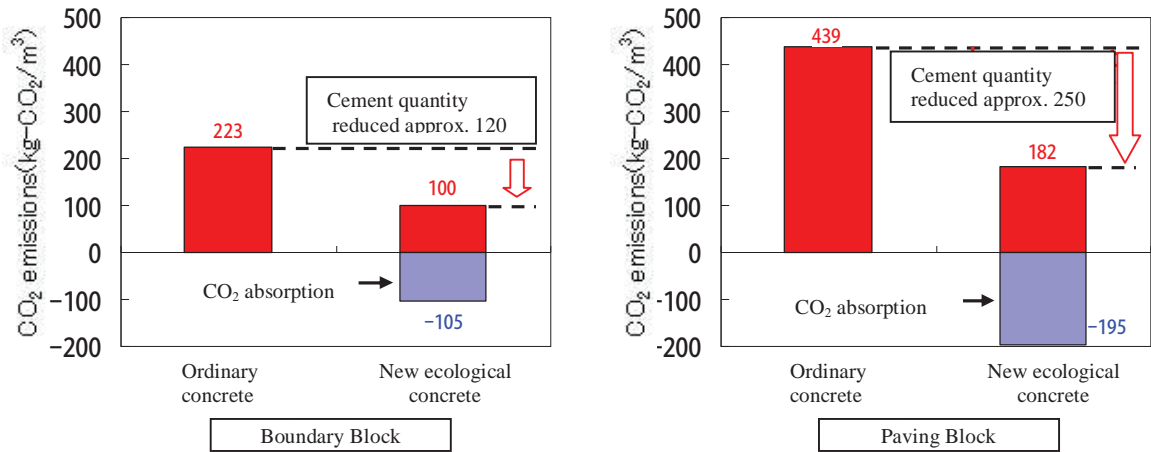 CO₂ emissions(kg-CO₂/m³)
500
400
300
200
100
0
−100
−200
Cement quantity
reduced approx. 120
223
100
CO₂ absorption
−105
Ordinary
concrete
New ecological
concrete
Boundary Block
CO₂ emissions(kg-CO₂/m³)
500
400
300
200
100
0
-100
-200
439
Cement quantity
reduced approx. 250
182
CO₂ absorption
−195
Ordinary
concrete
New ecological
concrete
Paving Block